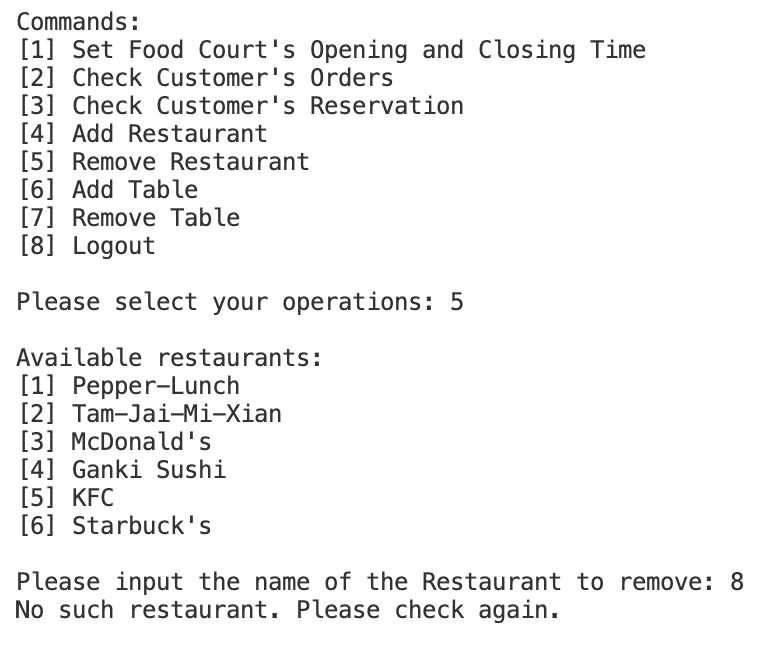 Commands:
[1] Set Food Court's Opening and Closing Time
[2] Check Customer's Orders
[3] Check Customer's Reservation
[4] Add Restaurant
[5] Remove Restaurant
[6] Add Table
[7] Remove Table
[8] Logout
Please select your operations: 5
Available restaurants:
[1] Pepper-Lunch
[2] Tam-Jai-Mi-Xian
[3] McDonald's
[4] Ganki Sushi
[5] KFC
[6] Starbuck's
Please input the name of the Restaurant to remove: 8
No such restaurant. Please check again.